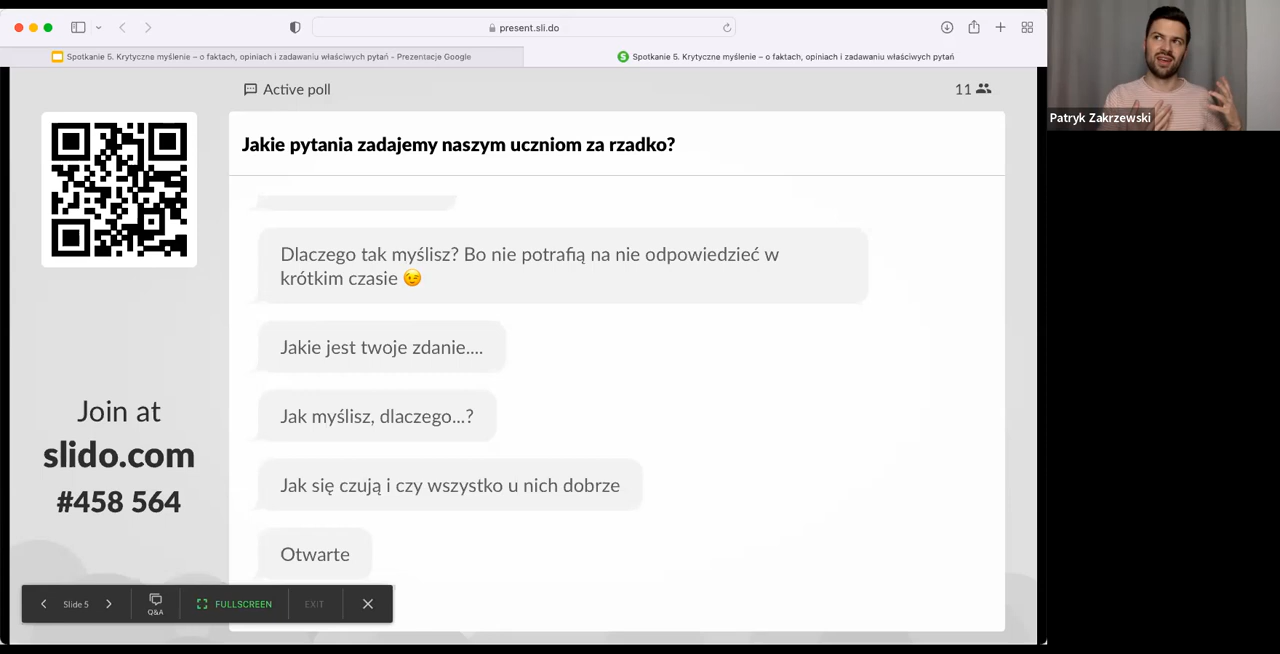 present.sli.do
Spotkanie 5. Krytyczne myślenie – o faktach, opiniach i zadawaniu właściwych pytań - Prezentacje Google
S
Spotkanie 5. Krytyczne myślenie – o faktach, opiniach i zadawaniu właściwych pytań
Patryk Zakrzewski
Active poll
11
Jakie pytania zadajemy naszym uczniom za rzadko?
Dlaczego tak myślisz? Bo nie potrafią na nie odpowiedzieć w
krótkim czasie 😉
Jakie jest twoje zdanie....
Jak myślisz, dlaczego...?
Jak się czują i czy wszystko u nich dobrze
Otwarte
Join at
slido.com
#458 564
Slide 5
Q&A
FULLSCREEN
EXIT